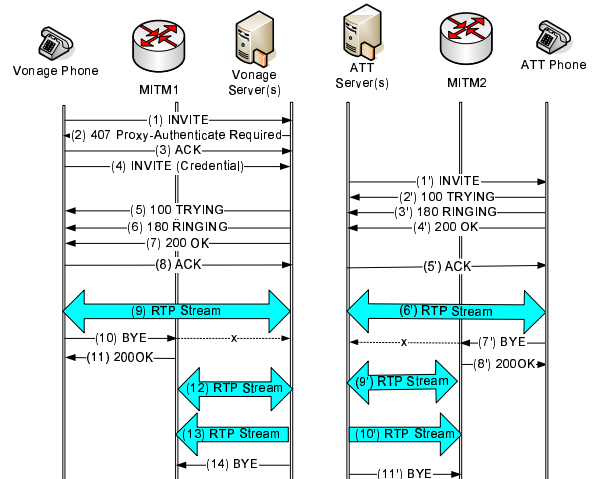 Vonage Phone
MITM1
Vonage
Server(s)
ATT
Server(s)
MITM2
ATT Phone
(1) INVITE
(2) 407 Proxy-Authenticate Required
(3) ACK
(4) INVITE (Credential)
(1') INVITE
(2') 100 TRYING
(5) 100 TRYING
(3') 180 RINGING
(6) 180 RINGING
(4') 200 OK
(7) 200 OK
(8) ACK
(5') ACK
(9) RTP Stream
(6') RTP Stream
(10) BYE
x
x
(7') BYE
(11) 200OK
(8') 200OK
(12) RTP Stream
(9') RTP Stream
(13) RTP Stream
(10') RTP Stream
(14) BYE
(11') BYE